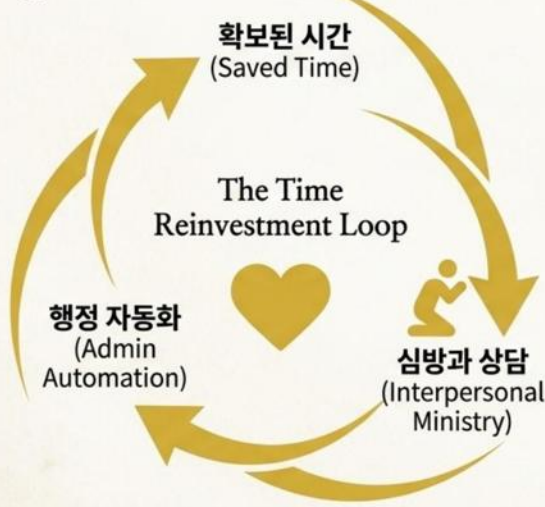 확보된 시간
(Saved Time)
The Time
Reinvestment Loop
행정 자동화
(Admin
Automation)
심방과 상담
(Interpersonal
Ministry)